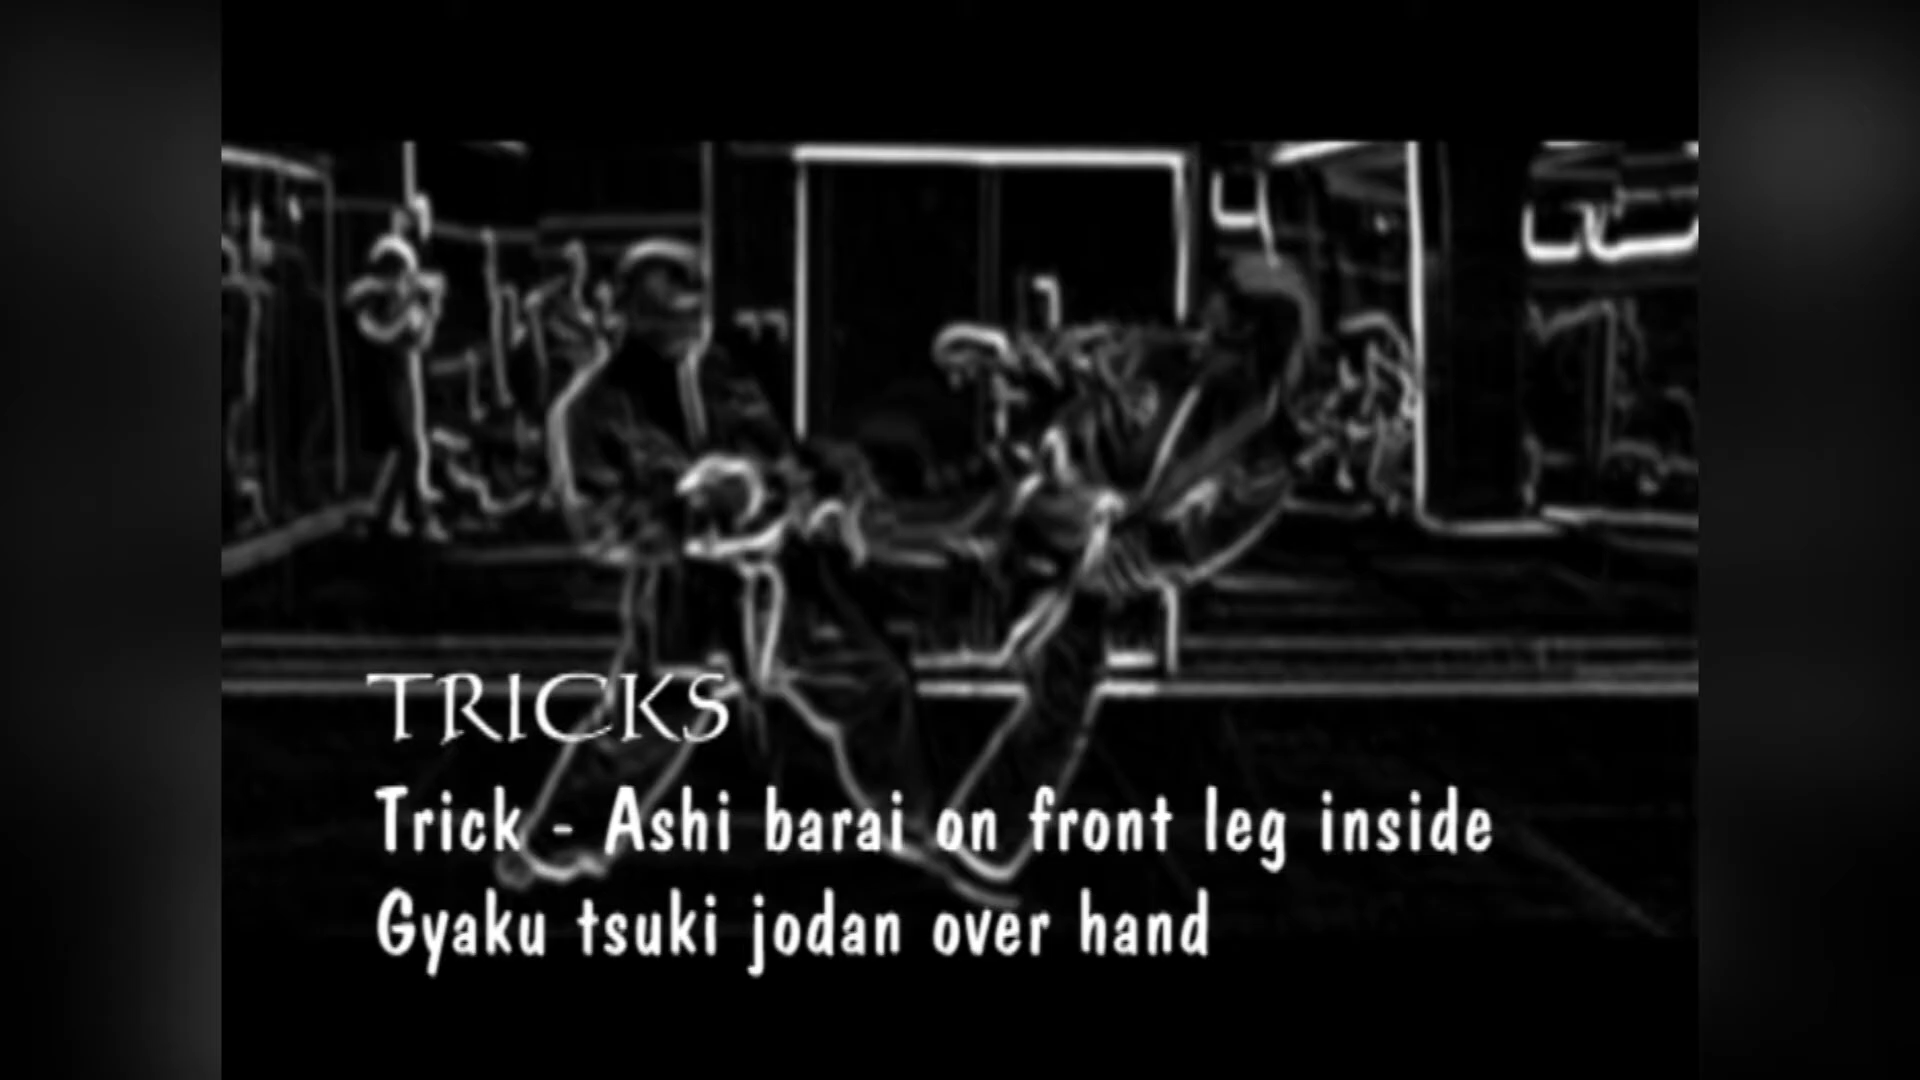 TRICKS
Trick - Ashi barai on front leg inside
Gyaku tsuki jodan over hand